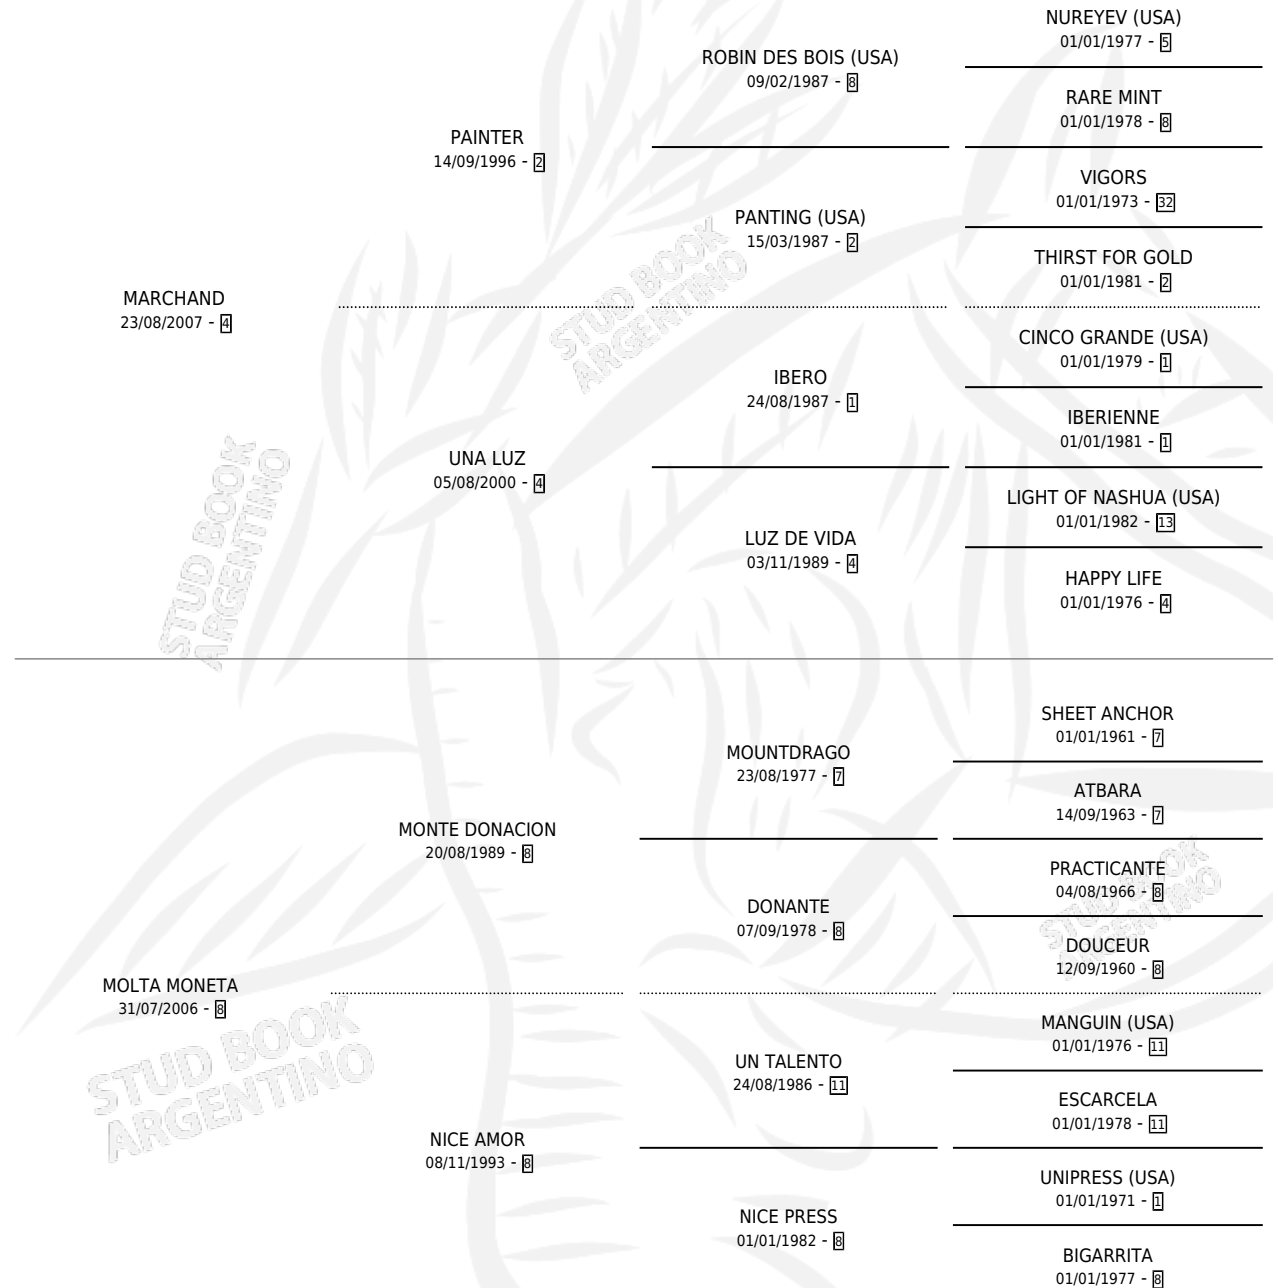 NUREYEV (USA)
01/01/1977 - 5
ROBIN DES BOIS (USA)
09/02/1987 - 8
RARE MINT
01/01/1978 - 8
PAINTER
14/09/1996 - 2
VIGORS
01/01/1973 - 32
PANTING (USA)
15/03/1987 - 2
THIRST FOR GOLD
01/01/1981 - 2
MARCHAND
23/08/2007 - 4
CINCO GRANDE (USA)
01/01/1979 - 1
IBERO
24/08/1987 - 1
IBERIENNE
01/01/1981 - 1
UNA LUZ
05/08/2000 - 4
LIGHT OF NASHUA (USA)
01/01/1982 - 13
LUZ DE VIDA
03/11/1989 - 4
HAPPY LIFE
01/01/1976 - 4
STUD BOOK
ARGENTINO
STUD BOOK
ARGENTINO
SHEET ANCHOR
01/01/1961 - 7
MOUNTDRAGO
23/08/1977 - 7
ATBARA
14/09/1963 - 7
MONTE DONACION
20/08/1989 - 8
PRACTICANTE
04/08/1966 - 8
DONANTE
07/09/1978 - 8
DOUCEUR
12/09/1960 - 8
MOLTA MONETA
31/07/2006 - 8
MANGUIN (USA)
01/01/1976 - 11
UN TALENTO
24/08/1986 - 11
ESCARCELA
01/01/1978 - 11
NICE AMOR
08/11/1993 - 8
UNIPRESS (USA)
01/01/1971 - 1
NICE PRESS
01/01/1982 - 8
BIGARRITA
01/01/1977 - 8
STUD BOOK
ARGENTINO
STUD BOOK
ARGENTINO